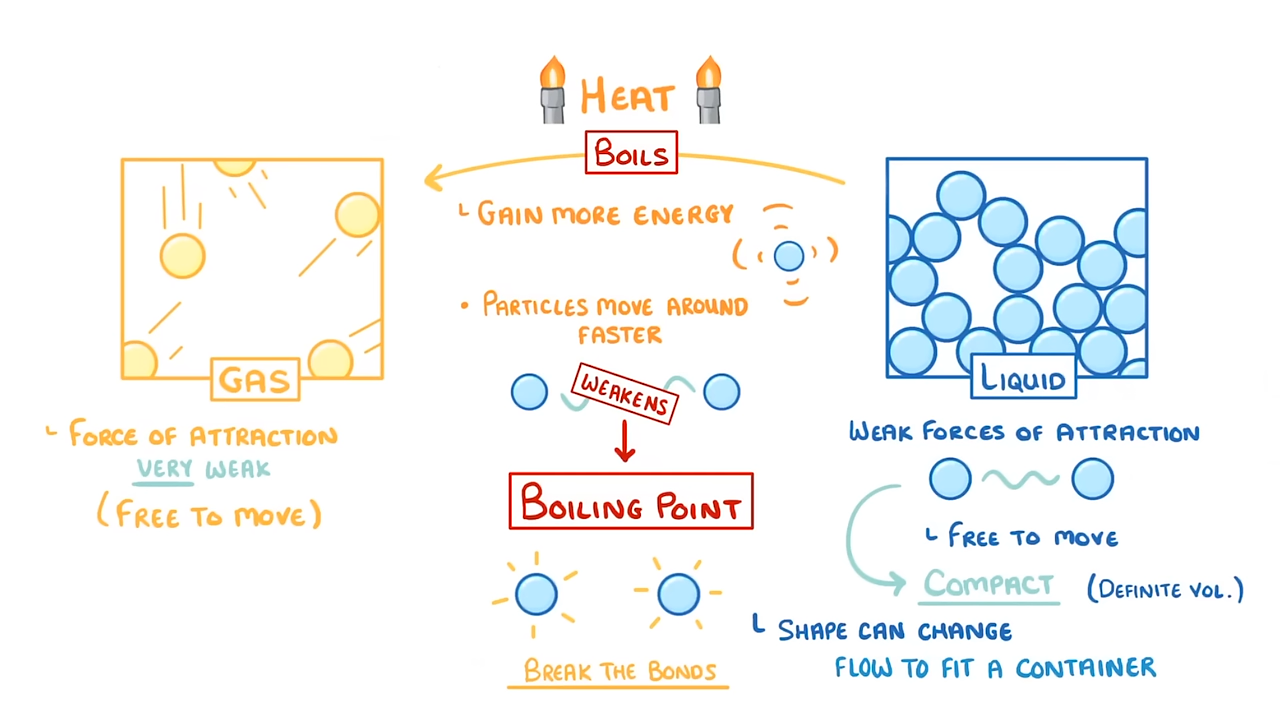 HEAT
BOILS
GAIN MORE ENERGY
• PARTICLES MOVE AROUND
FASTER
WEAKENS
BOILING POINT
BREAK THE BONDS
GAS
FORCE OF ATTRACTION
VERY WEAK
(FREE TO MOVE)
LIQUID
WEAK FORCES OF ATTRACTION
FREE TO MOVE
COMPACT (DEFINITE VOL.)
SHAPE CAN CHANGE
FLOW TO FIT A CONTAINER